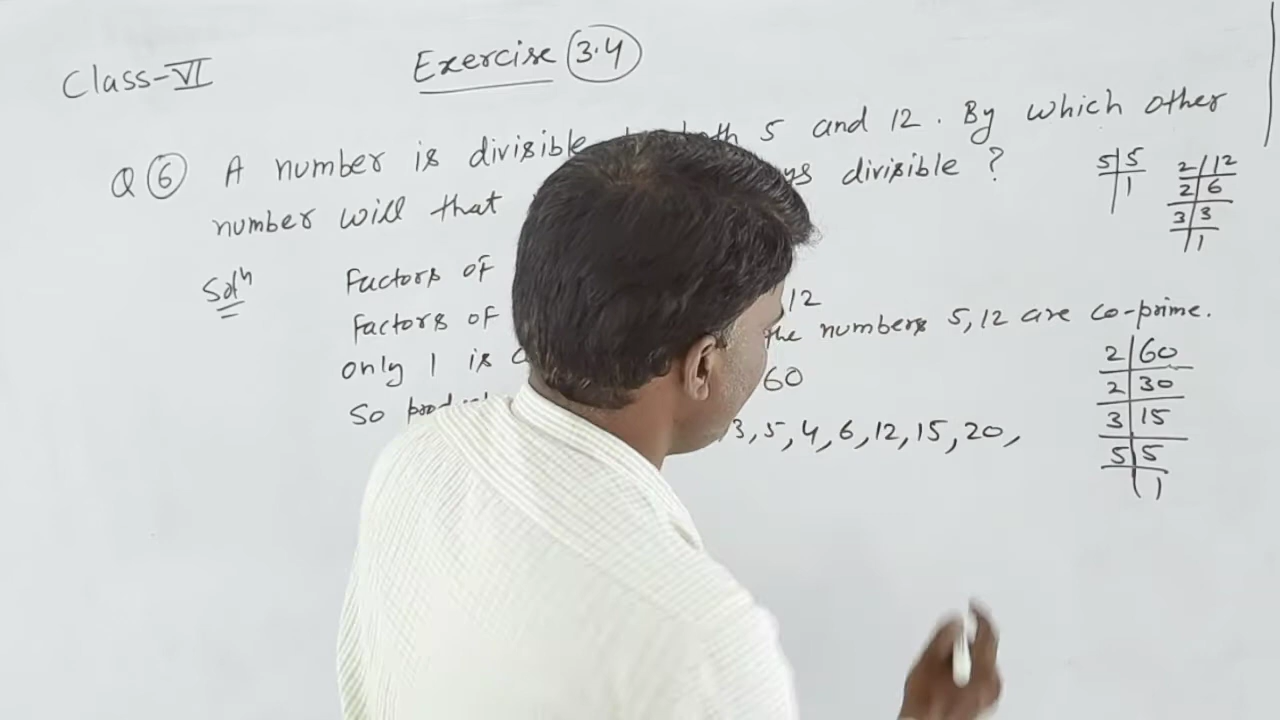 Class-VI Exercise 3.4
Q 6 A number is divisible both 5 and 12. By which other
number will that divisible ?
5 | 5
1
2 | 12
2 | 6
3 | 3
1
Solⁿ Factors of
Factors of 12
only 1 is the numbers 5, 12 are co-prime.
So 60
3, 5, 4, 6, 12, 15, 20,
2 | 60
2 | 30
3 | 15
5 | 5
1